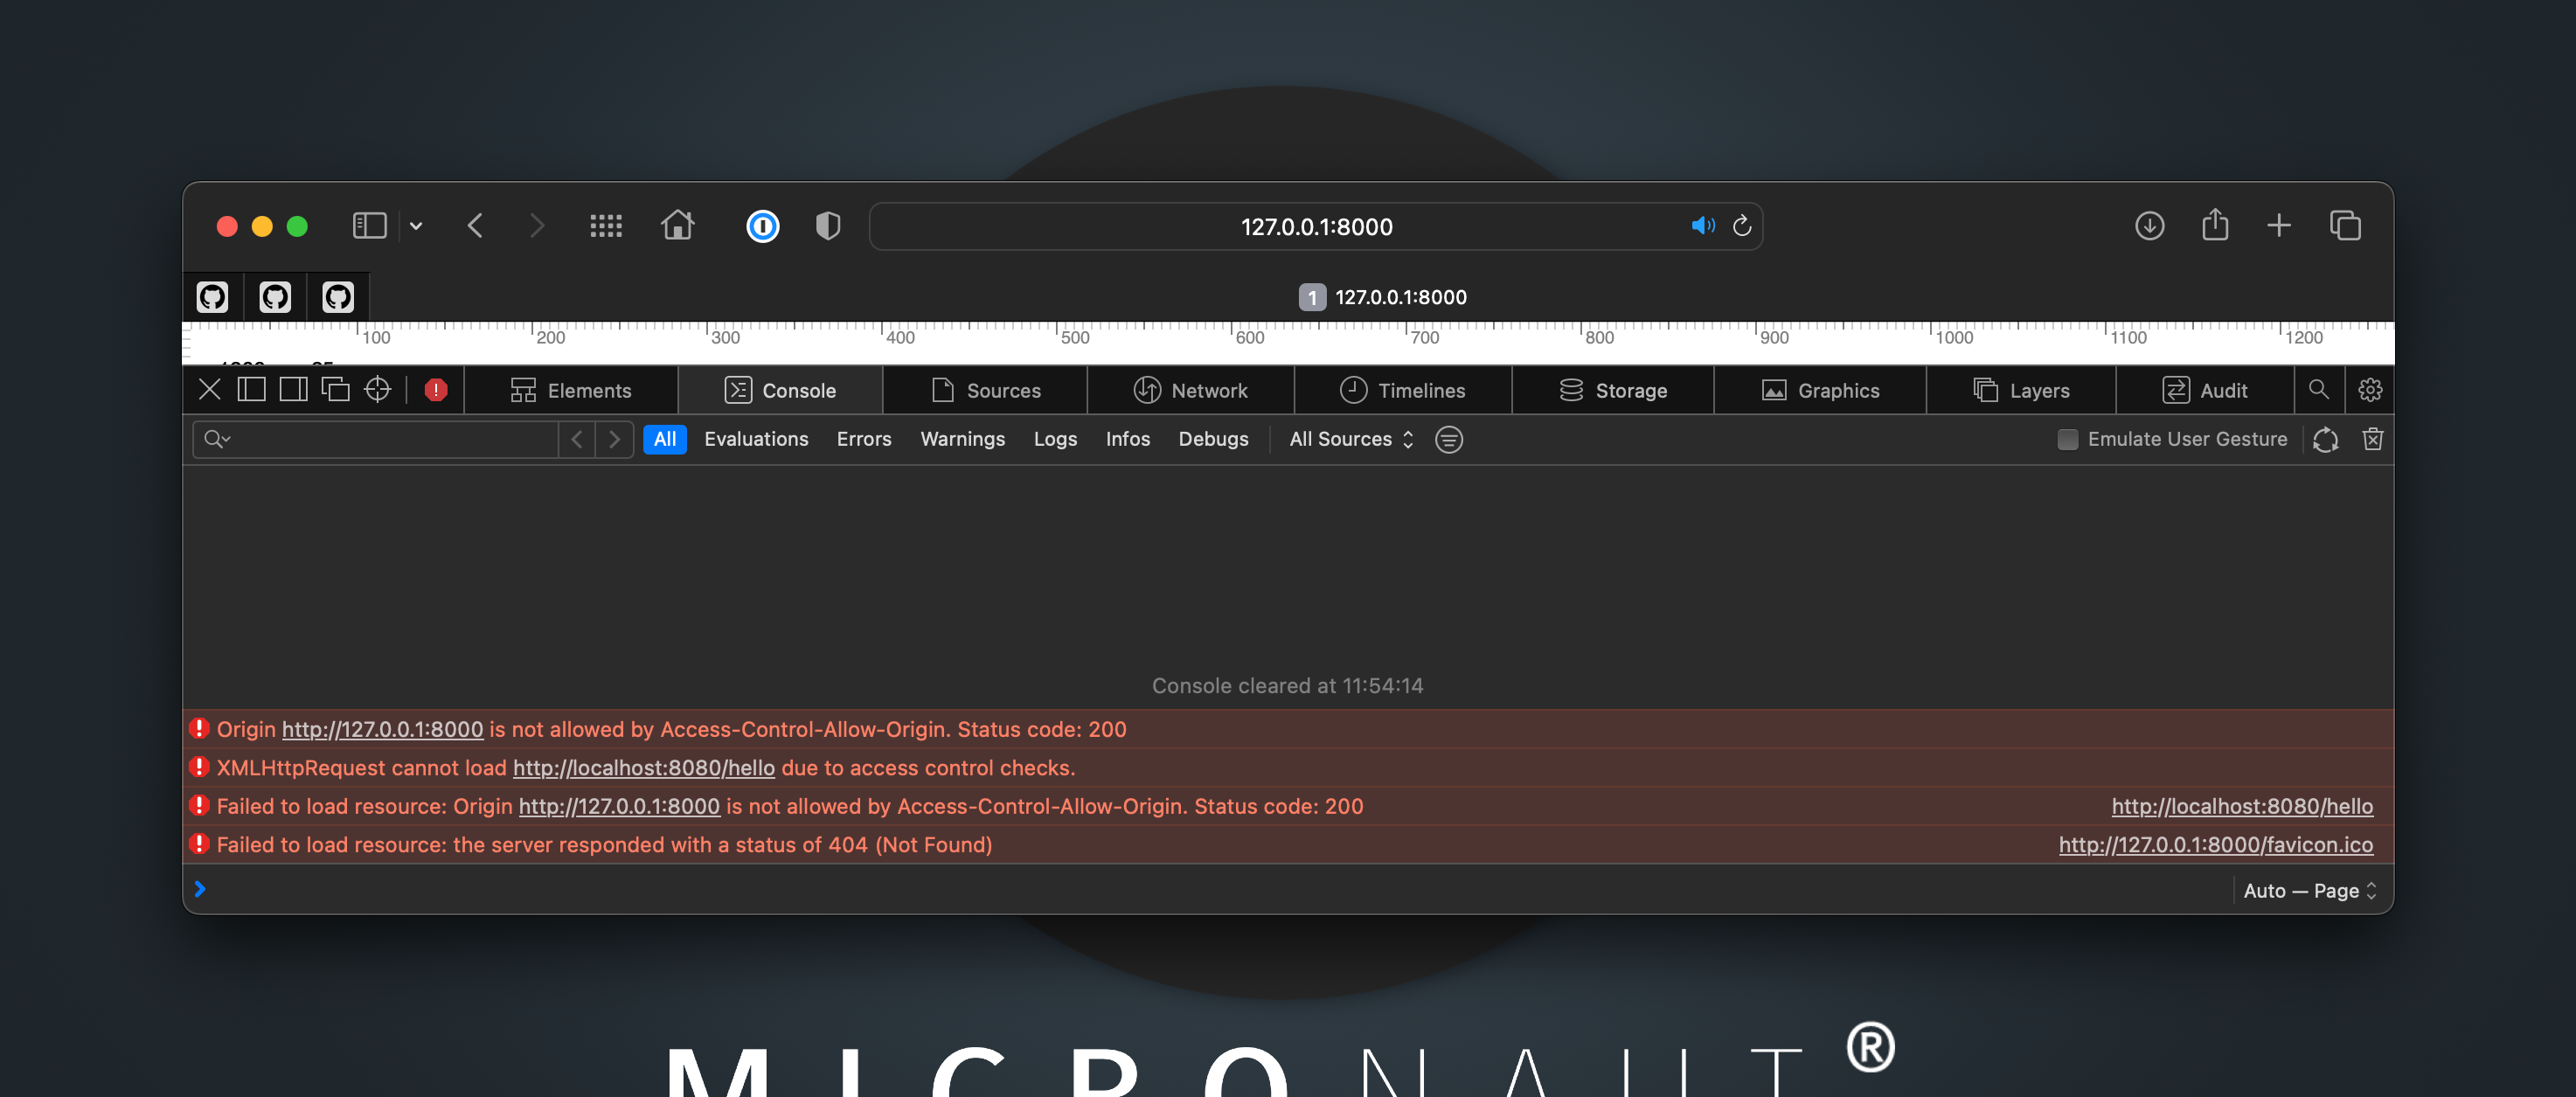 127.0.0.1:8000
1 127.0.0.1:8000
100 200 300 400 500 600 700 800 900 1000 1100 1200
Elements Console Sources Network Timelines Storage Graphics Layers Audit
All Evaluations Errors Warnings Logs Infos Debugs All Sources Emulate User Gesture
Console cleared at 11:54:14
Origin http://127.0.0.1:8000 is not allowed by Access-Control-Allow-Origin. Status code: 200
XMLHttpRequest cannot load http://localhost:8080/hello due to access control checks.
Failed to load resource: Origin http://127.0.0.1:8000 is not allowed by Access-Control-Allow-Origin. Status code: 200 http://localhost:8080/hello
Failed to load resource: the server responded with a status of 404 (Not Found) http://127.0.0.1:8000/favicon.ico
Auto — Page
MICRONAUT®